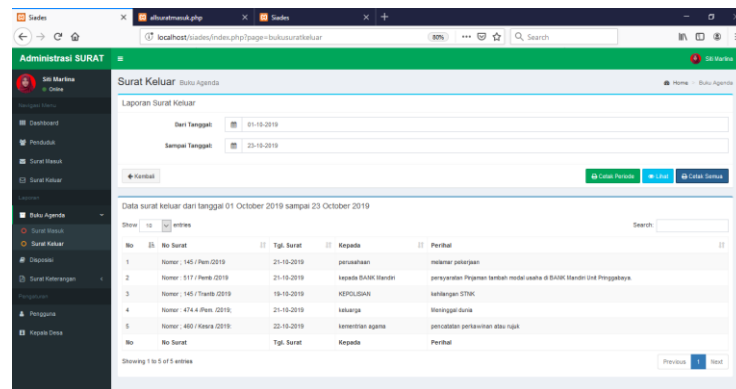 Siades
allsuratmasuk.php
Siades
localhost/siades/index.php?page=bukusuratkeluar
80%
Search
Administrasi SURAT
Siti Marlina
Siti Marlina
Online
Navigasi Menu
Dashboard
Penduduk
Surat Masuk
Surat Keluar
Laporan
Buku Agenda
Surat Masuk
Surat Keluar
Disposisi
Surat Keterangan
Pengaturan
Pengguna
Kepala Desa
Surat Keluar Buku Agenda
Home > Buku Agenda
Laporan Surat Keluar
Dari Tanggal: 01-10-2019
Sampai Tanggal: 23-10-2019
Kembali
Cetak Periode
Lihat
Cetak Semua
Data surat keluar dari tanggal 01 October 2019 sampai 23 October 2019
Show 10 entries
Search:
No No Surat Tgl. Surat Kepada Perihal
1 Nomor : 145 / Pem /2019 21-10-2019 perusahaan melamar pekerjaan
2 Nomor : 517 / Pemb /2019 21-10-2019 kepada BANK Mandiri persyaratan Pinjaman tambah modal usaha di BANK Mandiri Unit Pringgabaya.
3 Nomor : 145 / Trantb /2019 19-10-2019 KEPOLISIAN kehilangan STNK
4 Nomor : 474.4 /Pem. /2019; 21-10-2019 keluarga Meninggal dunia
5 Nomor : 460 / Kesra /2019: 22-10-2019 kementrian agama pencatatan perkawinan atau rujuk
No No Surat Tgl. Surat Kepada Perihal
Showing 1 to 5 of 5 entries
Previous 1 Next